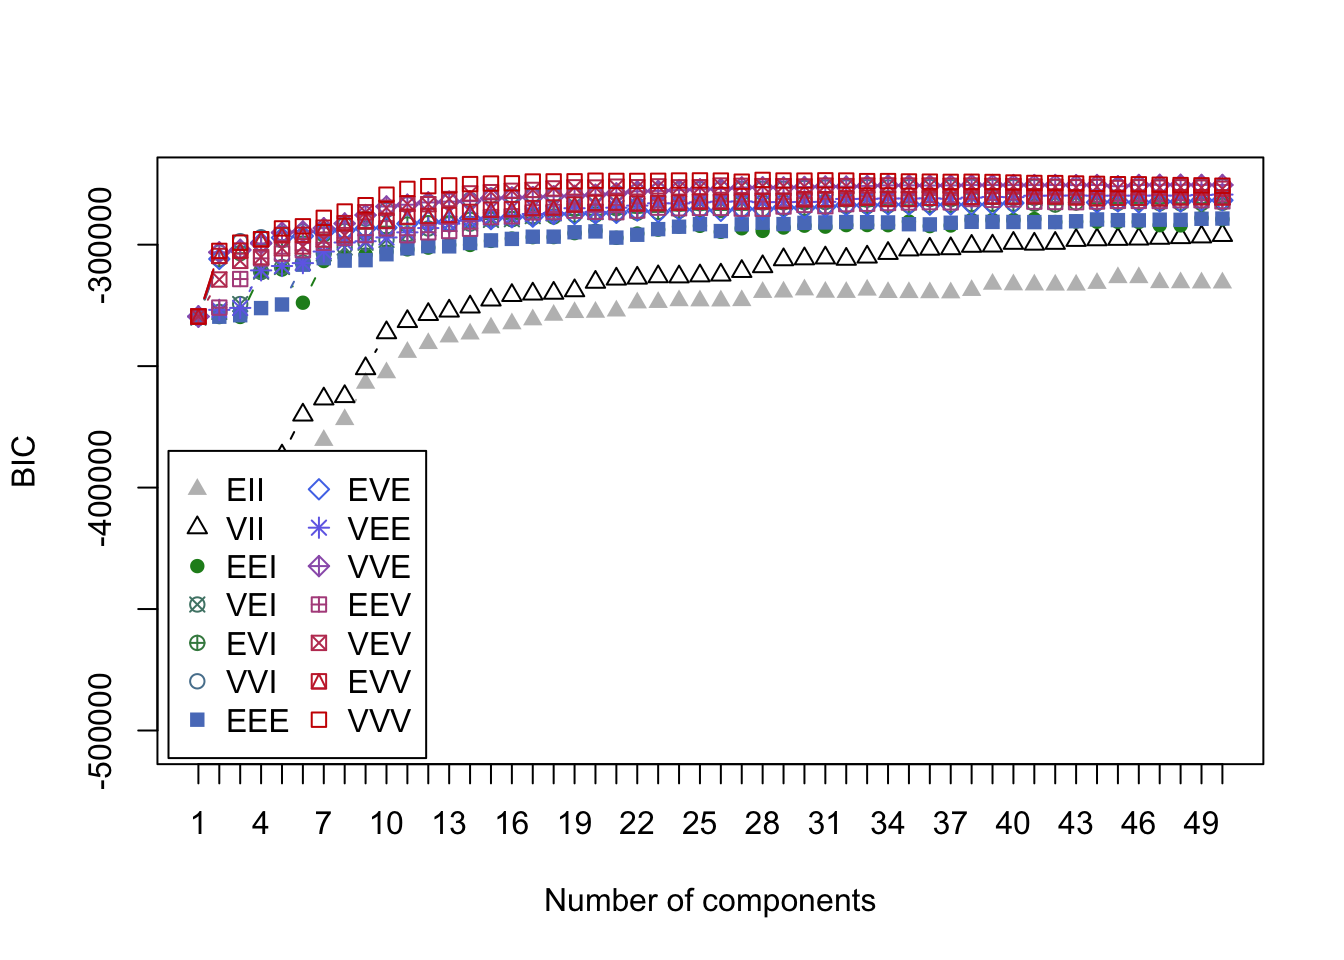 BIC
-300000
-400000
-500000
EII EVE
VII VEE
EEI VVE
VEI EEV
EVI VEV
VVI EVV
EEE VVV
1 4 7 10 13 16 19 22 25 28 31 34 37 40 43 46 49
Number of components